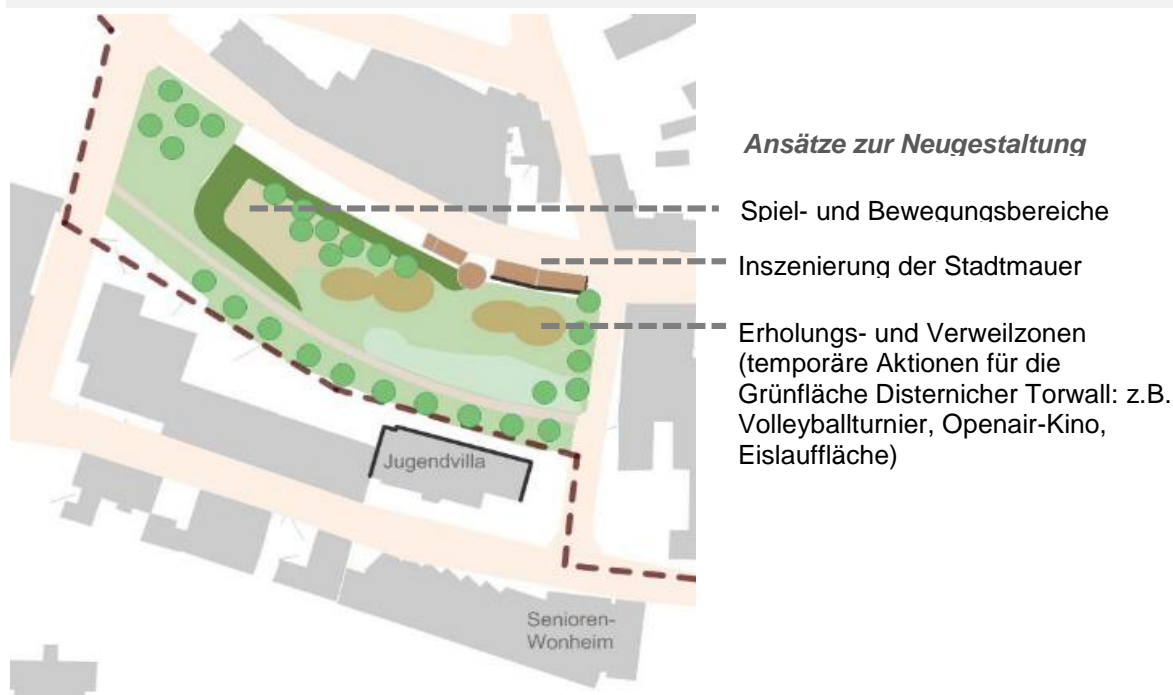 Ansätze zur Neugestaltung
Spiel- und Bewegungsbereiche
Inszenierung der Stadtmauer
Erholungs- und Verweilzonen
(temporäre Aktionen für die
Grünfläche Disternicher Torwall: z.B.
Volleyballturnier, Openair-Kino,
Eislauffläche)
Jugendvilla
Senioren-
Wonheim